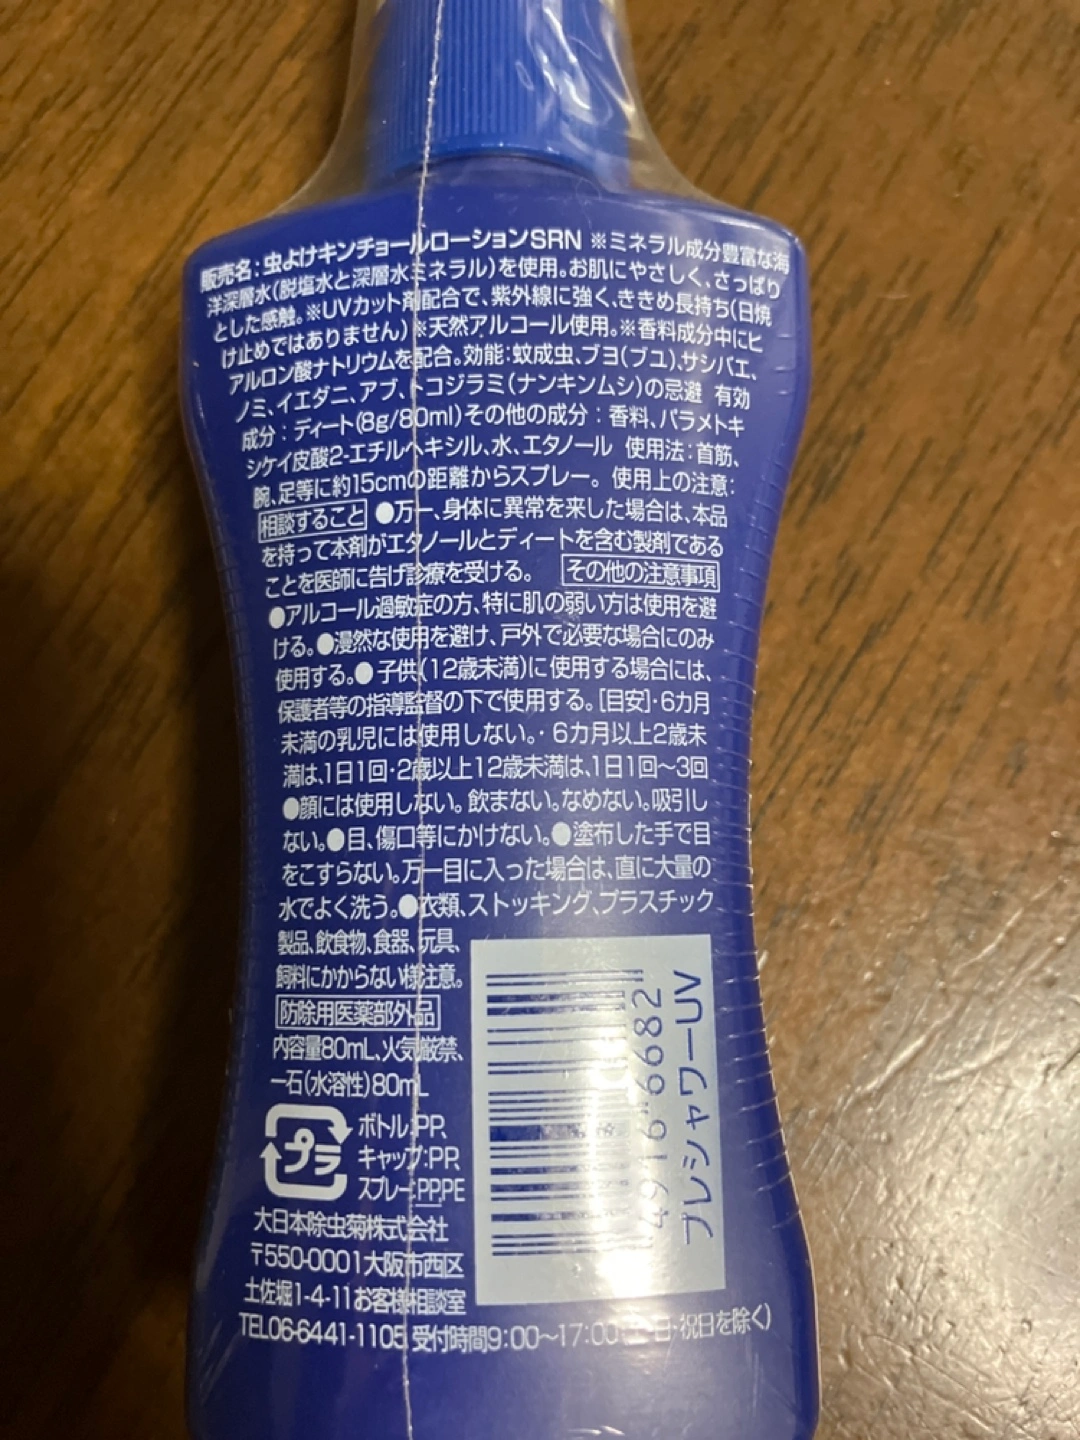 販売名：虫よけキンチョールローションSRN ※ミネラル成分豊富な海
洋深層水(脱塩水と深層水ミネラル)を使用。お肌にやさしく、さっぱり
とした感触。※UVカット剤配合で、紫外線に強く、ききめ長持ち(日焼
け止めではありません)※天然アルコール使用。※香料成分中にヒ
アルロン酸ナトリウムを配合。効能：蚊成虫、ブヨ(ブユ)、サシバエ、
ノミ、イエダニ、アブ、トコジラミ(ナンキンムシ)の忌避 有効
成分：ディート(8g/80ml)その他の成分：香料、パラメトキ
シケイ皮酸2-エチルヘキシル、水、エタノール 使用法：首筋、
腕、足等に約15cmの距離からスプレー。 使用上の注意：
相談すること ●万一、身体に異常を来した場合は、本品
を持って本剤がエタノールとディートを含む製剤である
ことを医師に告げ診療を受ける。 その他の注意事項
●アルコール過敏症の方、特に肌の弱い方は使用を避
ける。●漫然な使用を避け、戸外で必要な場合にのみ
使用する。●子供(12歳未満)に使用する場合には、
保護者等の指導監督の下で使用する。[目安]・6カ月
未満の乳児には使用しない。・6カ月以上2歳未
満は、1日1回・2歳以上12歳未満は、1日1回〜3回
●顔には使用しない。飲まない。なめない。吸引し
ない。●目、傷口等にかけない。●塗布した手で目
をこすらない。万一目に入った場合は、直に大量の
水でよく洗う。●衣類、ストッキング、プラスチック
製品、飲食物、食器、玩具、
飼料にかからない様注意。
防除用医薬部外品
内容量80mL、火気厳禁、
一石(水溶性)80mL
プラ
ボトル:PP、
キャップ:PP、
スプレー:PP,PE
大日本除虫菊株式会社
〒550-0001大阪市西区
土佐堀1-4-11お客様相談室
TEL06-6441-1105 受付時間9:00〜17:00(土・日・祝日を除く)
4916 6682
プレシャワーUV